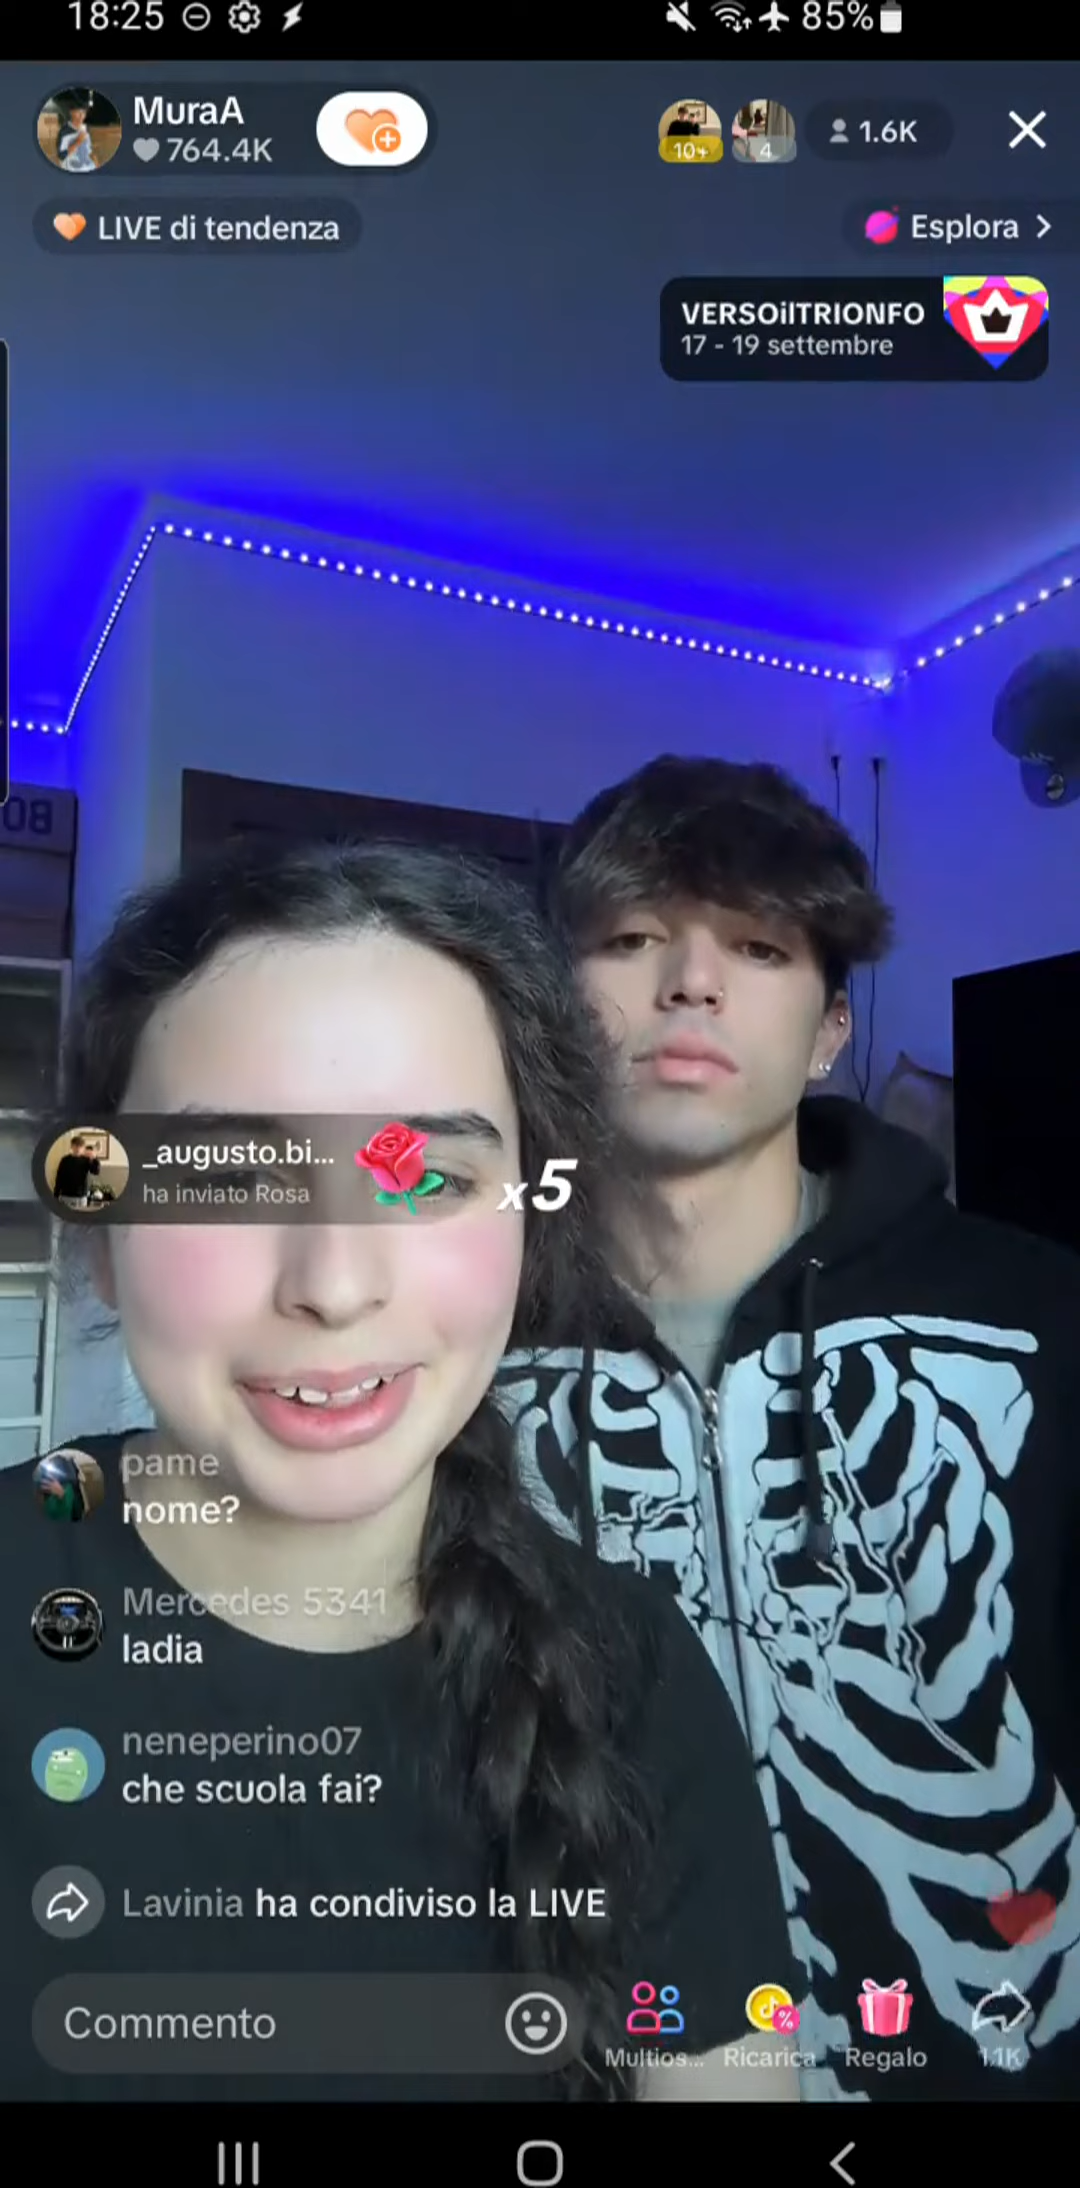 18:25
85%
MuraA
764.4K
10+
4
1.6K
LIVE di tendenza
Esplora
VERSOilTRIONFO
17 - 19 settembre
08
_augusto.bi...
ha inviato Rosa
x5
pame
nome?
Mercedes 5341
ladia
neneperino07
che scuola fai?
Lavinia ha condiviso la LIVE
Commento
Multios...
Ricarica
Regalo
1.1K